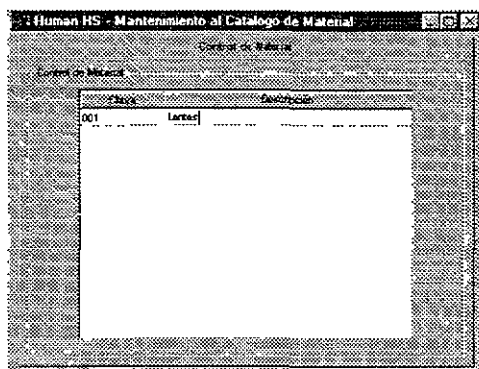 Human HS - Mantenimiento al Catalogo de Material
Control de Material
Control de Material
Clave Descripción
001 Lentes